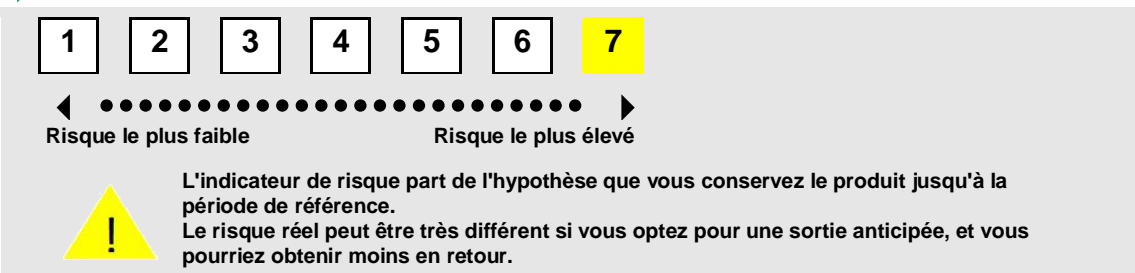 1 2 3 4 5 6 7
Risque le plus faible Risque le plus élevé
L'indicateur de risque part de l'hypothèse que vous conservez le produit jusqu'à la
période de référence.
Le risque réel peut être très différent si vous optez pour une sortie anticipée, et vous
pourriez obtenir moins en retour.
!